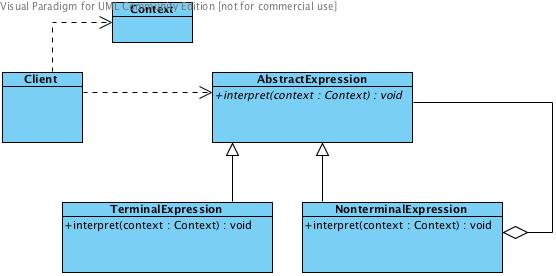 Visual Paradigm for UML Community Edition [not for commercial use]
Context
Client
AbstractExpression
+interpret(context : Context) : void
TerminalExpression
+interpret(context : Context) : void
NonterminalExpression
+interpret(context : Context) : void